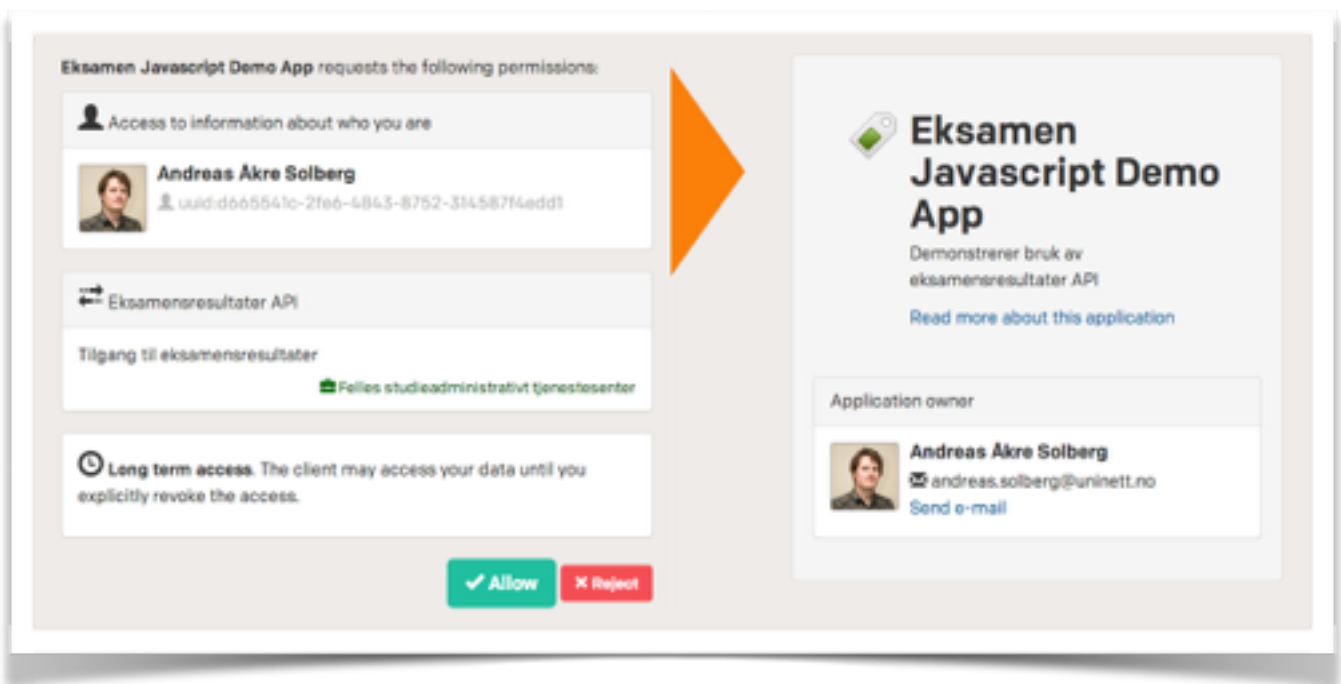 Eksamen Javascript Demo App requests the following permissions:
Access to information about who you are
Andreas Åkre Solberg
uuid:d665541c-2fe6-4843-8752-314587f4edd1
Eksamensresultater API
Tilgang til eksamensresultater
Felles studieadministrativt tjenestesenter
Long term access. The client may access your data until you
explicitly revoke the access.
Allow
Reject
Eksamen
Javascript Demo
App
Demonstrerer bruk av
eksamensresultater API
Read more about this application
Application owner
Andreas Åkre Solberg
andreas.solberg@uninett.no
Send e-mail